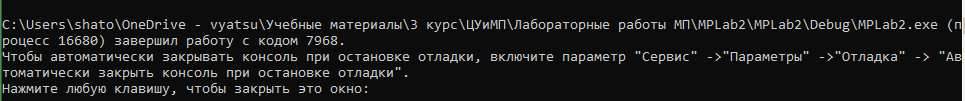 C:\Users\shato\OneDrive - vyatsu\Учебные материалы\3 курс\ЦУиМП\Лабораторные работы МП\MPLab2\MPLab2\Debug\MPLab2.exe (п
роцесс 16680) завершил работу с кодом 7968.
Чтобы автоматически закрывать консоль при остановке отладки, включите параметр "Сервис" ->"Параметры" ->"Отладка" -> "Ав
томатически закрыть консоль при остановке отладки".
Нажмите любую клавишу, чтобы закрыть это окно: